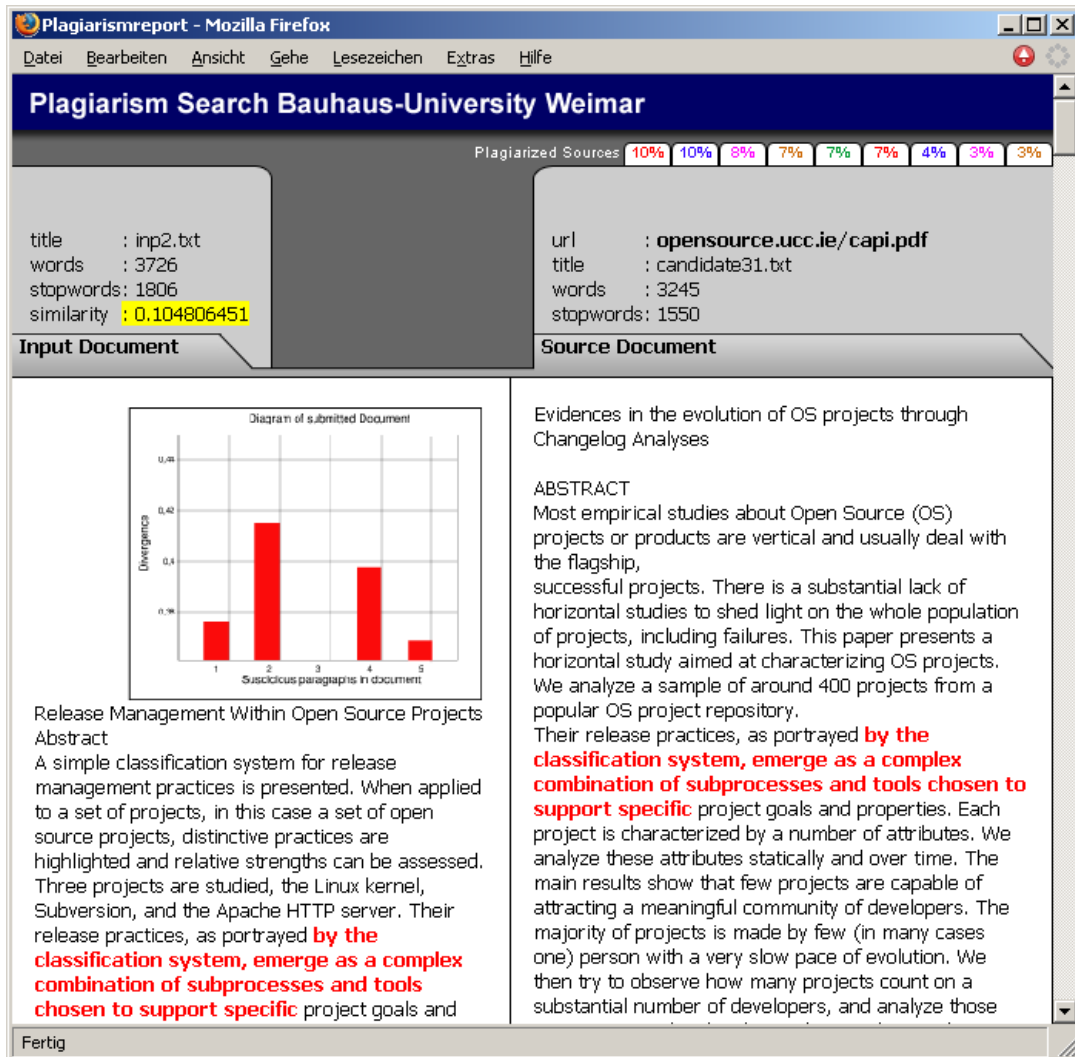 Plagiarismreport - Mozilla Firefox
Datei Bearbeiten Ansicht Gehe Lesezeichen Extras Hilfe
Plagiarism Search Bauhaus-University Weimar
Plagiarized Sources 10% 10% 8% 7% 7% 7% 4% 3% 3%
title : inp2.txt
words : 3726
stopwords: 1806
similarity : 0.104806451
Input Document
url : opensource.ucc.ie/capi.pdf
title : candidate31.txt
words : 3245
stopwords: 1550
Source Document
Diagram of submitted Document
0,44
0,42
0,4
0,38
Divergence
1 2 3 4 5
Suscicicus paragraphs in document
Release Management Within Open Source Projects
Abstract
A simple classification system for release
management practices is presented. When applied
to a set of projects, in this case a set of open
source projects, distinctive practices are
highlighted and relative strengths can be assessed.
Three projects are studied, the Linux kernel,
Subversion, and the Apache HTTP server. Their
release practices, as portrayed by the
classification system, emerge as a complex
combination of subprocesses and tools
chosen to support specific project goals and
Evidences in the evolution of OS projects through
Changelog Analyses
ABSTRACT
Most empirical studies about Open Source (OS)
projects or products are vertical and usually deal with
the flagship,
successful projects. There is a substantial lack of
horizontal studies to shed light on the whole population
of projects, including failures. This paper presents a
horizontal study aimed at characterizing OS projects.
We analyze a sample of around 400 projects from a
popular OS project repository.
Their release practices, as portrayed by the
classification system, emerge as a complex
combination of subprocesses and tools chosen to
support specific project goals and properties. Each
project is characterized by a number of attributes. We
analyze these attributes statically and over time. The
main results show that few projects are capable of
attracting a meaningful community of developers. The
majority of projects is made by few (in many cases
one) person with a very slow pace of evolution. We
then try to observe how many projects count on a
substantial number of developers, and analyze those
Fertig